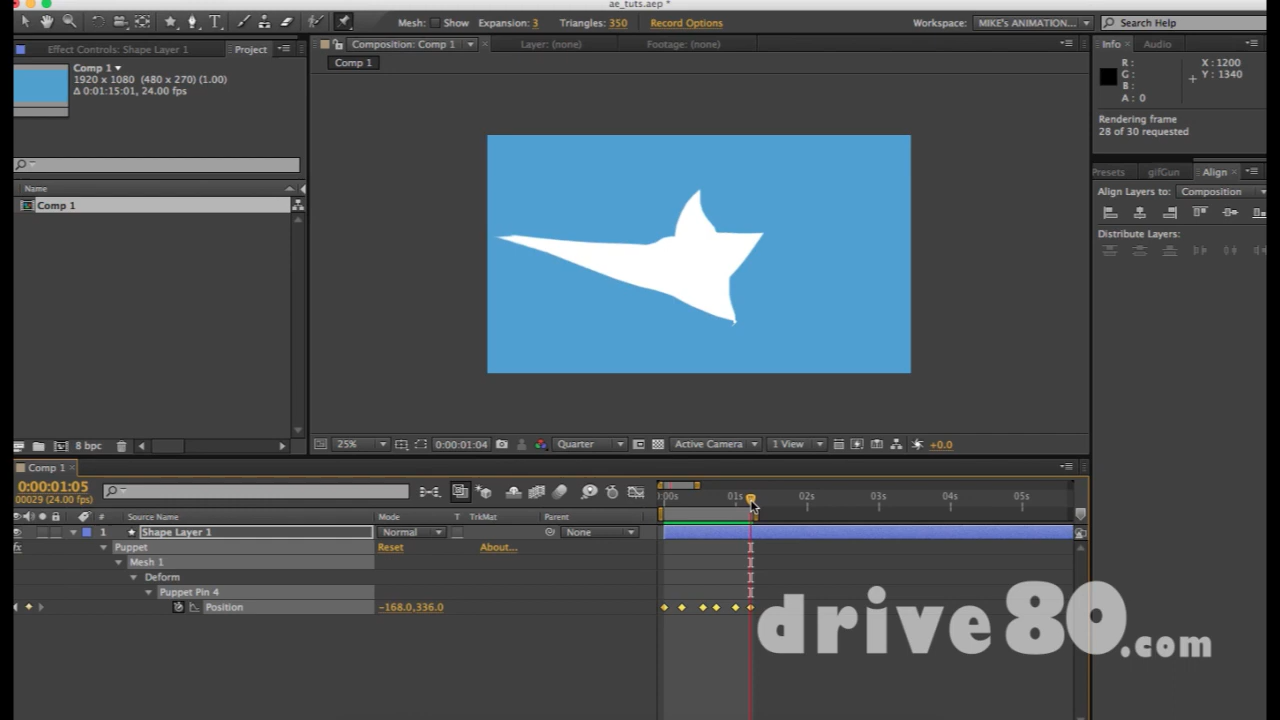 ae_tuts.aep *
Mesh: Show Expansion: 3 Triangles: 350 Record Options
Workspace: MIKE's ANIMATION... Search Help
Effect Controls: Shape Layer 1 Project
Composition: Comp 1 Layer: (none) Footage: (none)
Info Audio
Comp 1
1920 x 1080 (480 x 270) (1.00)
Δ 0:01:15:01, 24.00 fps
Comp 1
R:
G:
B:
A: 0
X: 1200
Y: 1340
Rendering frame
28 of 30 requested
Presets gifGun Align
Align Layers to: Composition
Distribute Layers:
Name
Comp 1
8 bpc
25% 0:00:01:04 Quarter Active Camera 1 View +0.0
Comp 1
0:00:01:05
00029 (24.00 fps)
:00s 01s 02s 03s 04s 05s
# Source Name Mode T TrkMat Parent
1 Shape Layer 1 Normal None
fx Puppet Reset About...
Mesh 1
Deform
Puppet Pin 4
Position -168.0,336.0
drive80.com